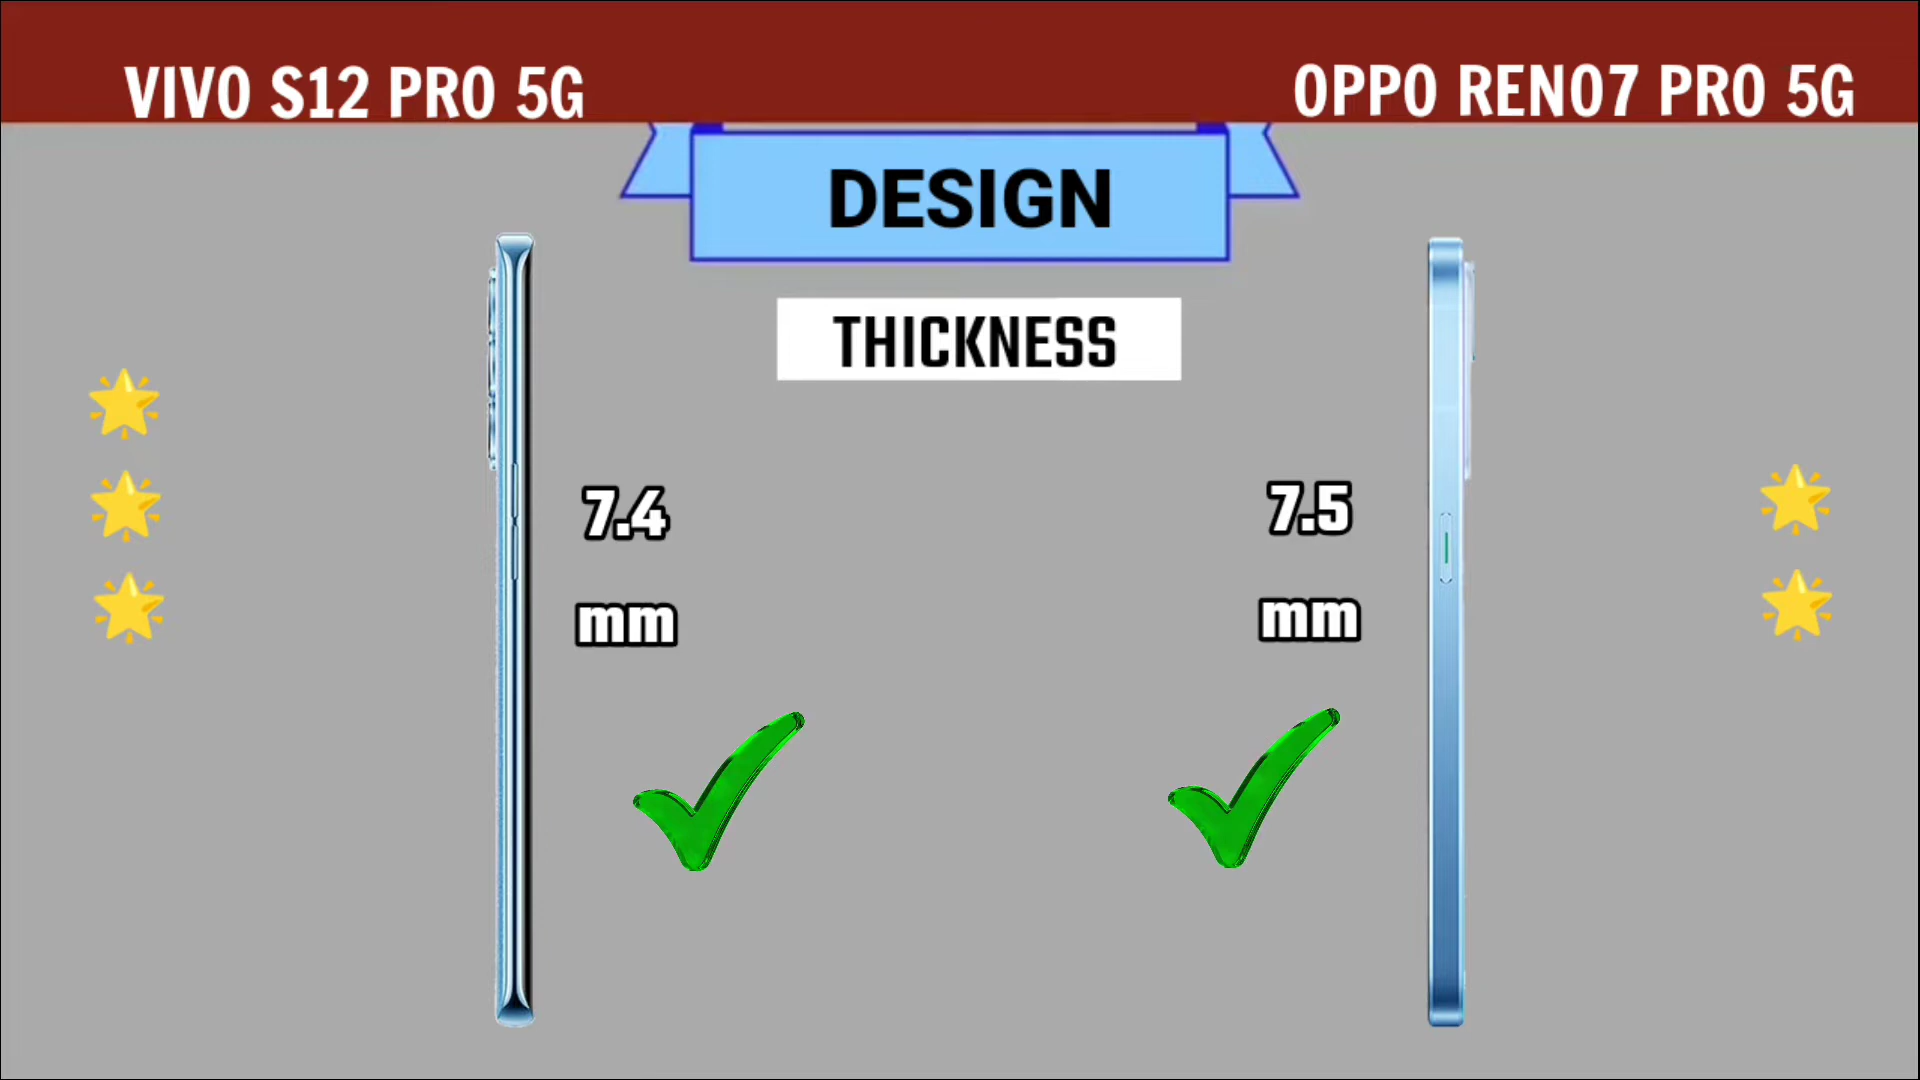 VIVO S12 PRO 5G
OPPO RENO7 PRO 5G
DESIGN
THICKNESS
7.4
mm
7.5
mm